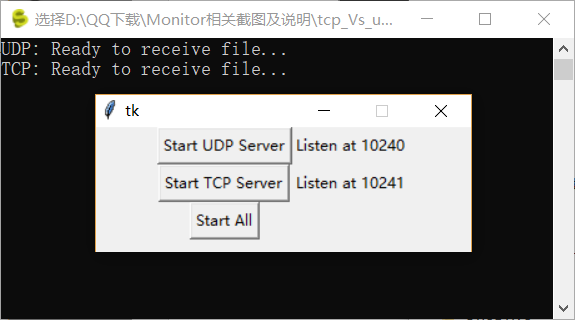 选择D:\QQ下载\Monitor相关截图及说明\tcp_Vs_u...
UDP: Ready to receive file...
TCP: Ready to receive file...
tk
Start UDP Server Listen at 10240
Start TCP Server Listen at 10241
Start All